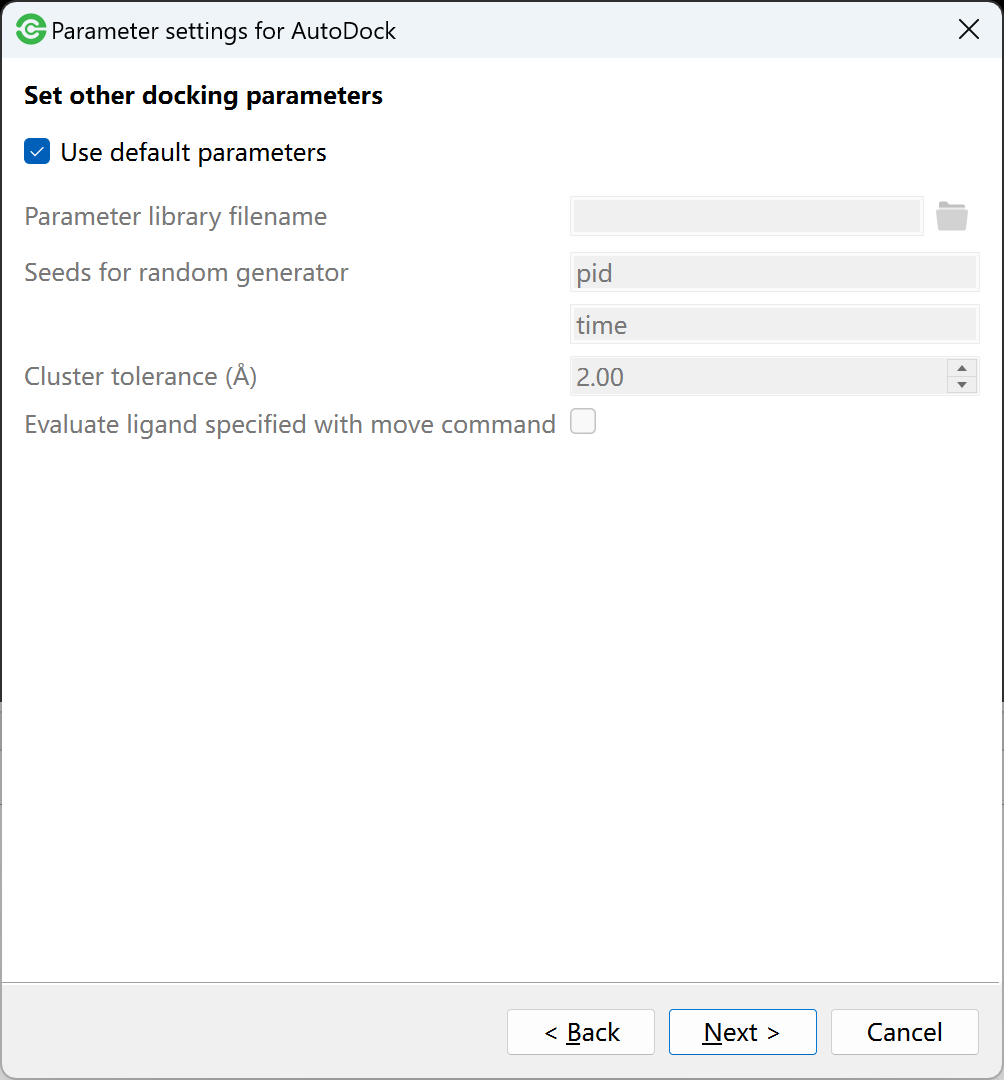 Parameter settings for AutoDock
Set other docking parameters
Use default parameters
Parameter library filename
Seeds for random generator
pid
time
Cluster tolerance (Å)
2.00
Evaluate ligand specified with move command
< Back
Next >
Cancel